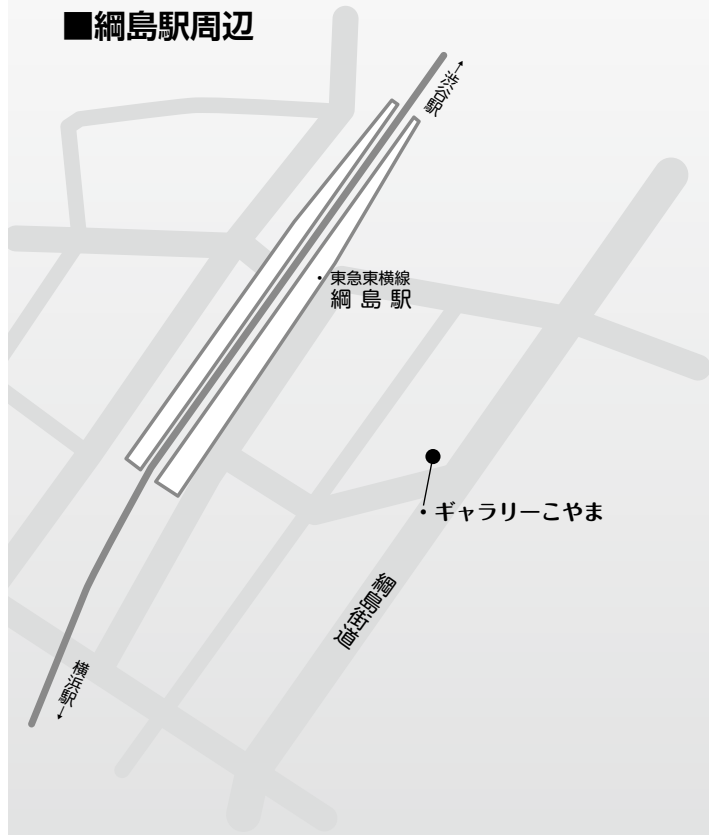 ■綱島駅周辺
↑渋谷駅
・東急東横線
綱島駅
・ギャラリーこやま
綱島街道
横浜駅↓